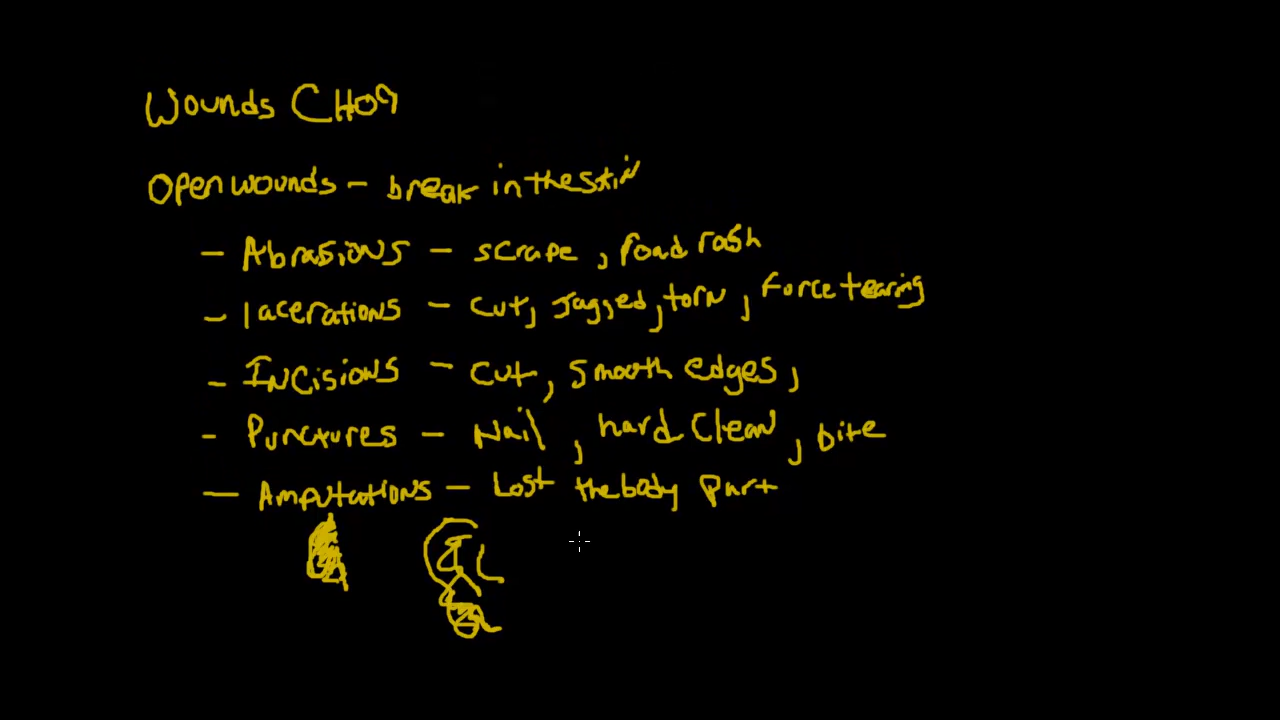 Wounds CH09
Open wounds - break in the skin
- Abrasions - scrape, road rash
- lacerations - cut, Jagged, torn, force tearing
- Incisions - cut, smooth edges,
- Punctures - Nail, hard Clean, bite
- Amputations - Lost the body part